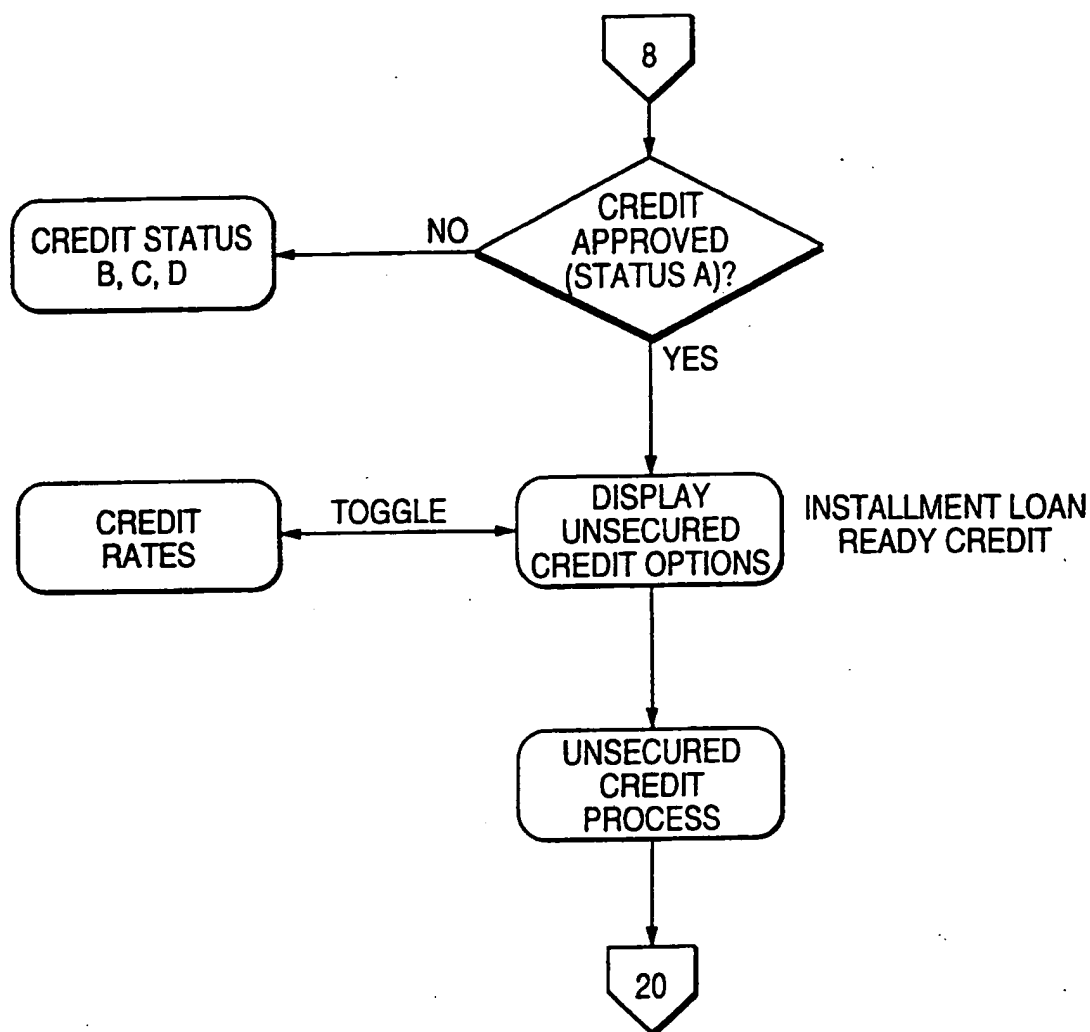 8
CREDIT
APPROVED
(STATUS A)?
NO
CREDIT STATUS
B, C, D
YES
DISPLAY
UNSECURED
CREDIT OPTIONS
TOGGLE
CREDIT
RATES
INSTALLMENT LOAN
READY CREDIT
UNSECURED
CREDIT
PROCESS
20